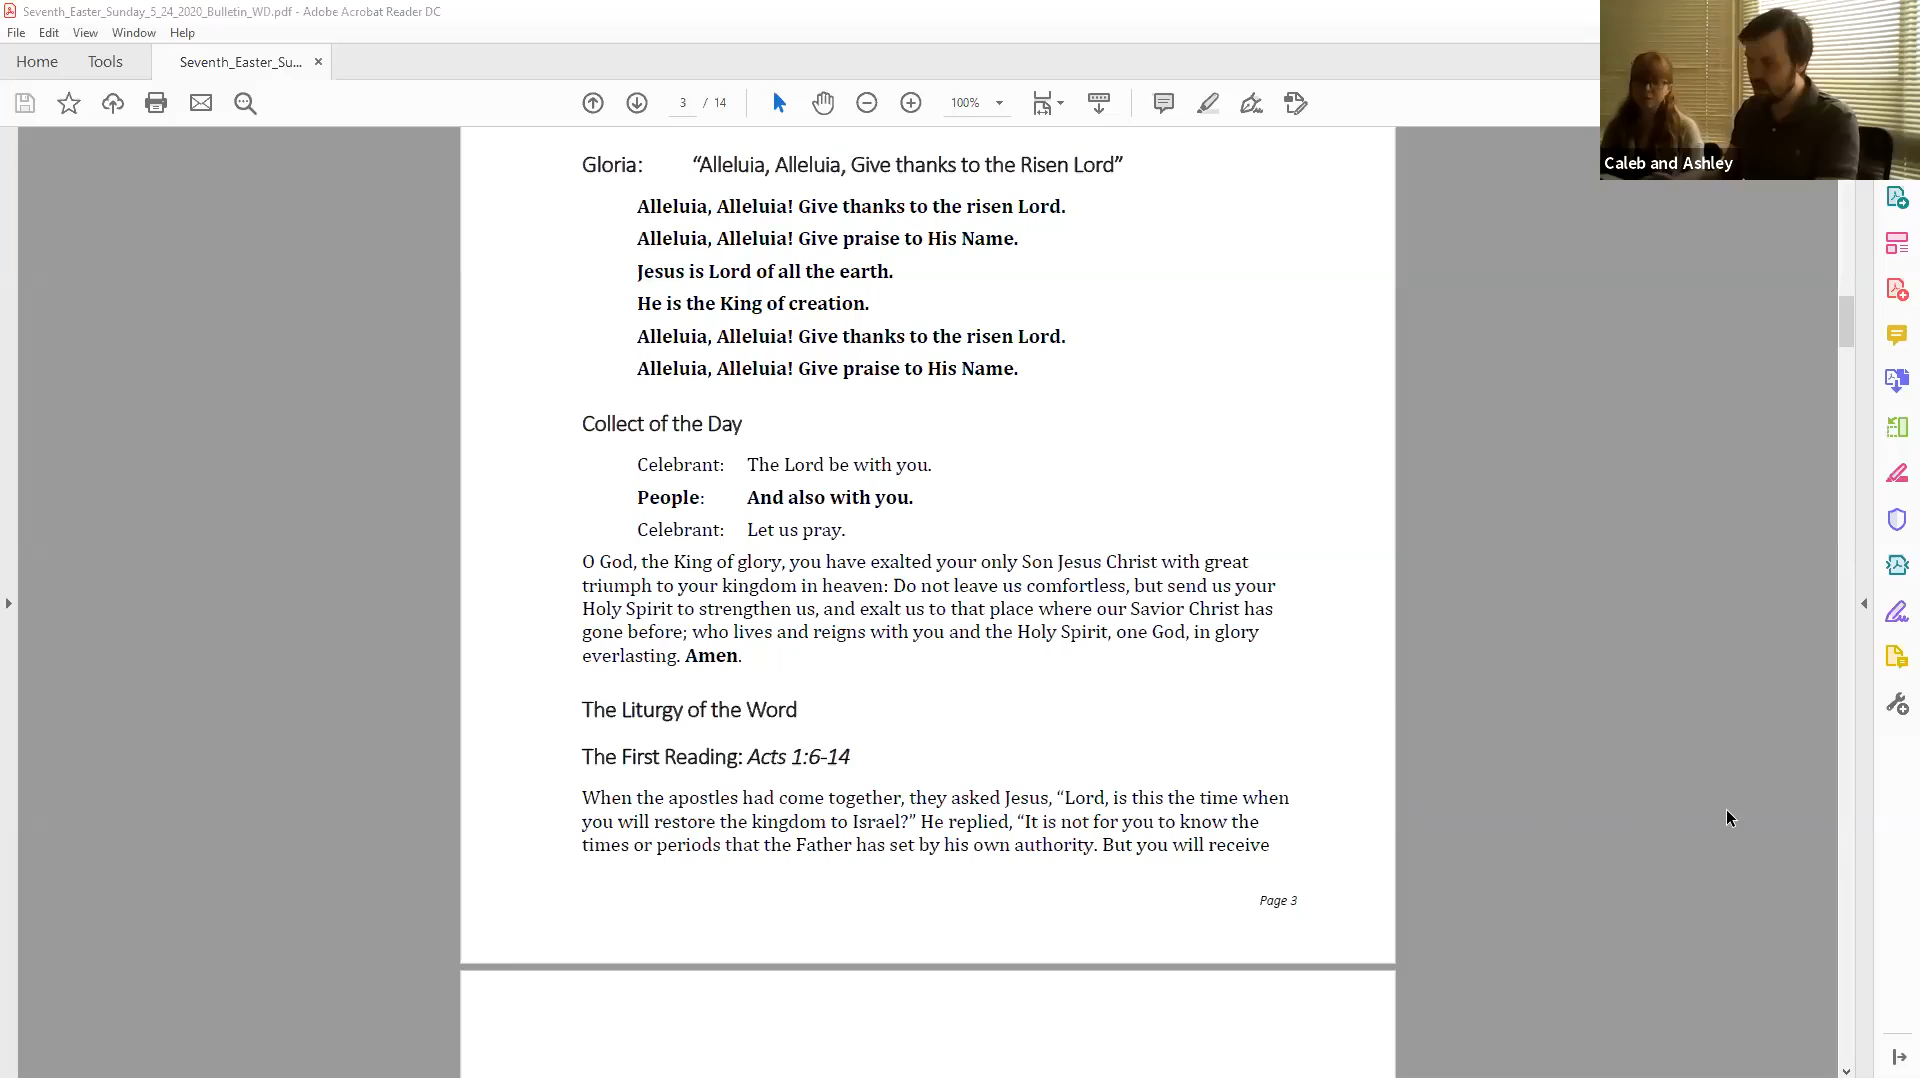 Seventh_Easter_Sunday_5_24_2020_Bulletin_WD.pdf - Adobe Acrobat Reader DC
File Edit View Window Help
Home Tools Seventh_Easter_Su... ×
3 / 14 100%
Caleb and Ashley
Gloria: “Alleluia, Alleluia, Give thanks to the Risen Lord”
Alleluia, Alleluia! Give thanks to the risen Lord.
Alleluia, Alleluia! Give praise to His Name.
Jesus is Lord of all the earth.
He is the King of creation.
Alleluia, Alleluia! Give thanks to the risen Lord.
Alleluia, Alleluia! Give praise to His Name.
Collect of the Day
Celebrant: The Lord be with you.
People: And also with you.
Celebrant: Let us pray.
O God, the King of glory, you have exalted your only Son Jesus Christ with great
triumph to your kingdom in heaven: Do not leave us comfortless, but send us your
Holy Spirit to strengthen us, and exalt us to that place where our Savior Christ has
gone before; who lives and reigns with you and the Holy Spirit, one God, in glory
everlasting. Amen.
The Liturgy of the Word
The First Reading: Acts 1:6-14
When the apostles had come together, they asked Jesus, “Lord, is this the time when
you will restore the kingdom to Israel?” He replied, “It is not for you to know the
times or periods that the Father has set by his own authority. But you will receive
Page 3